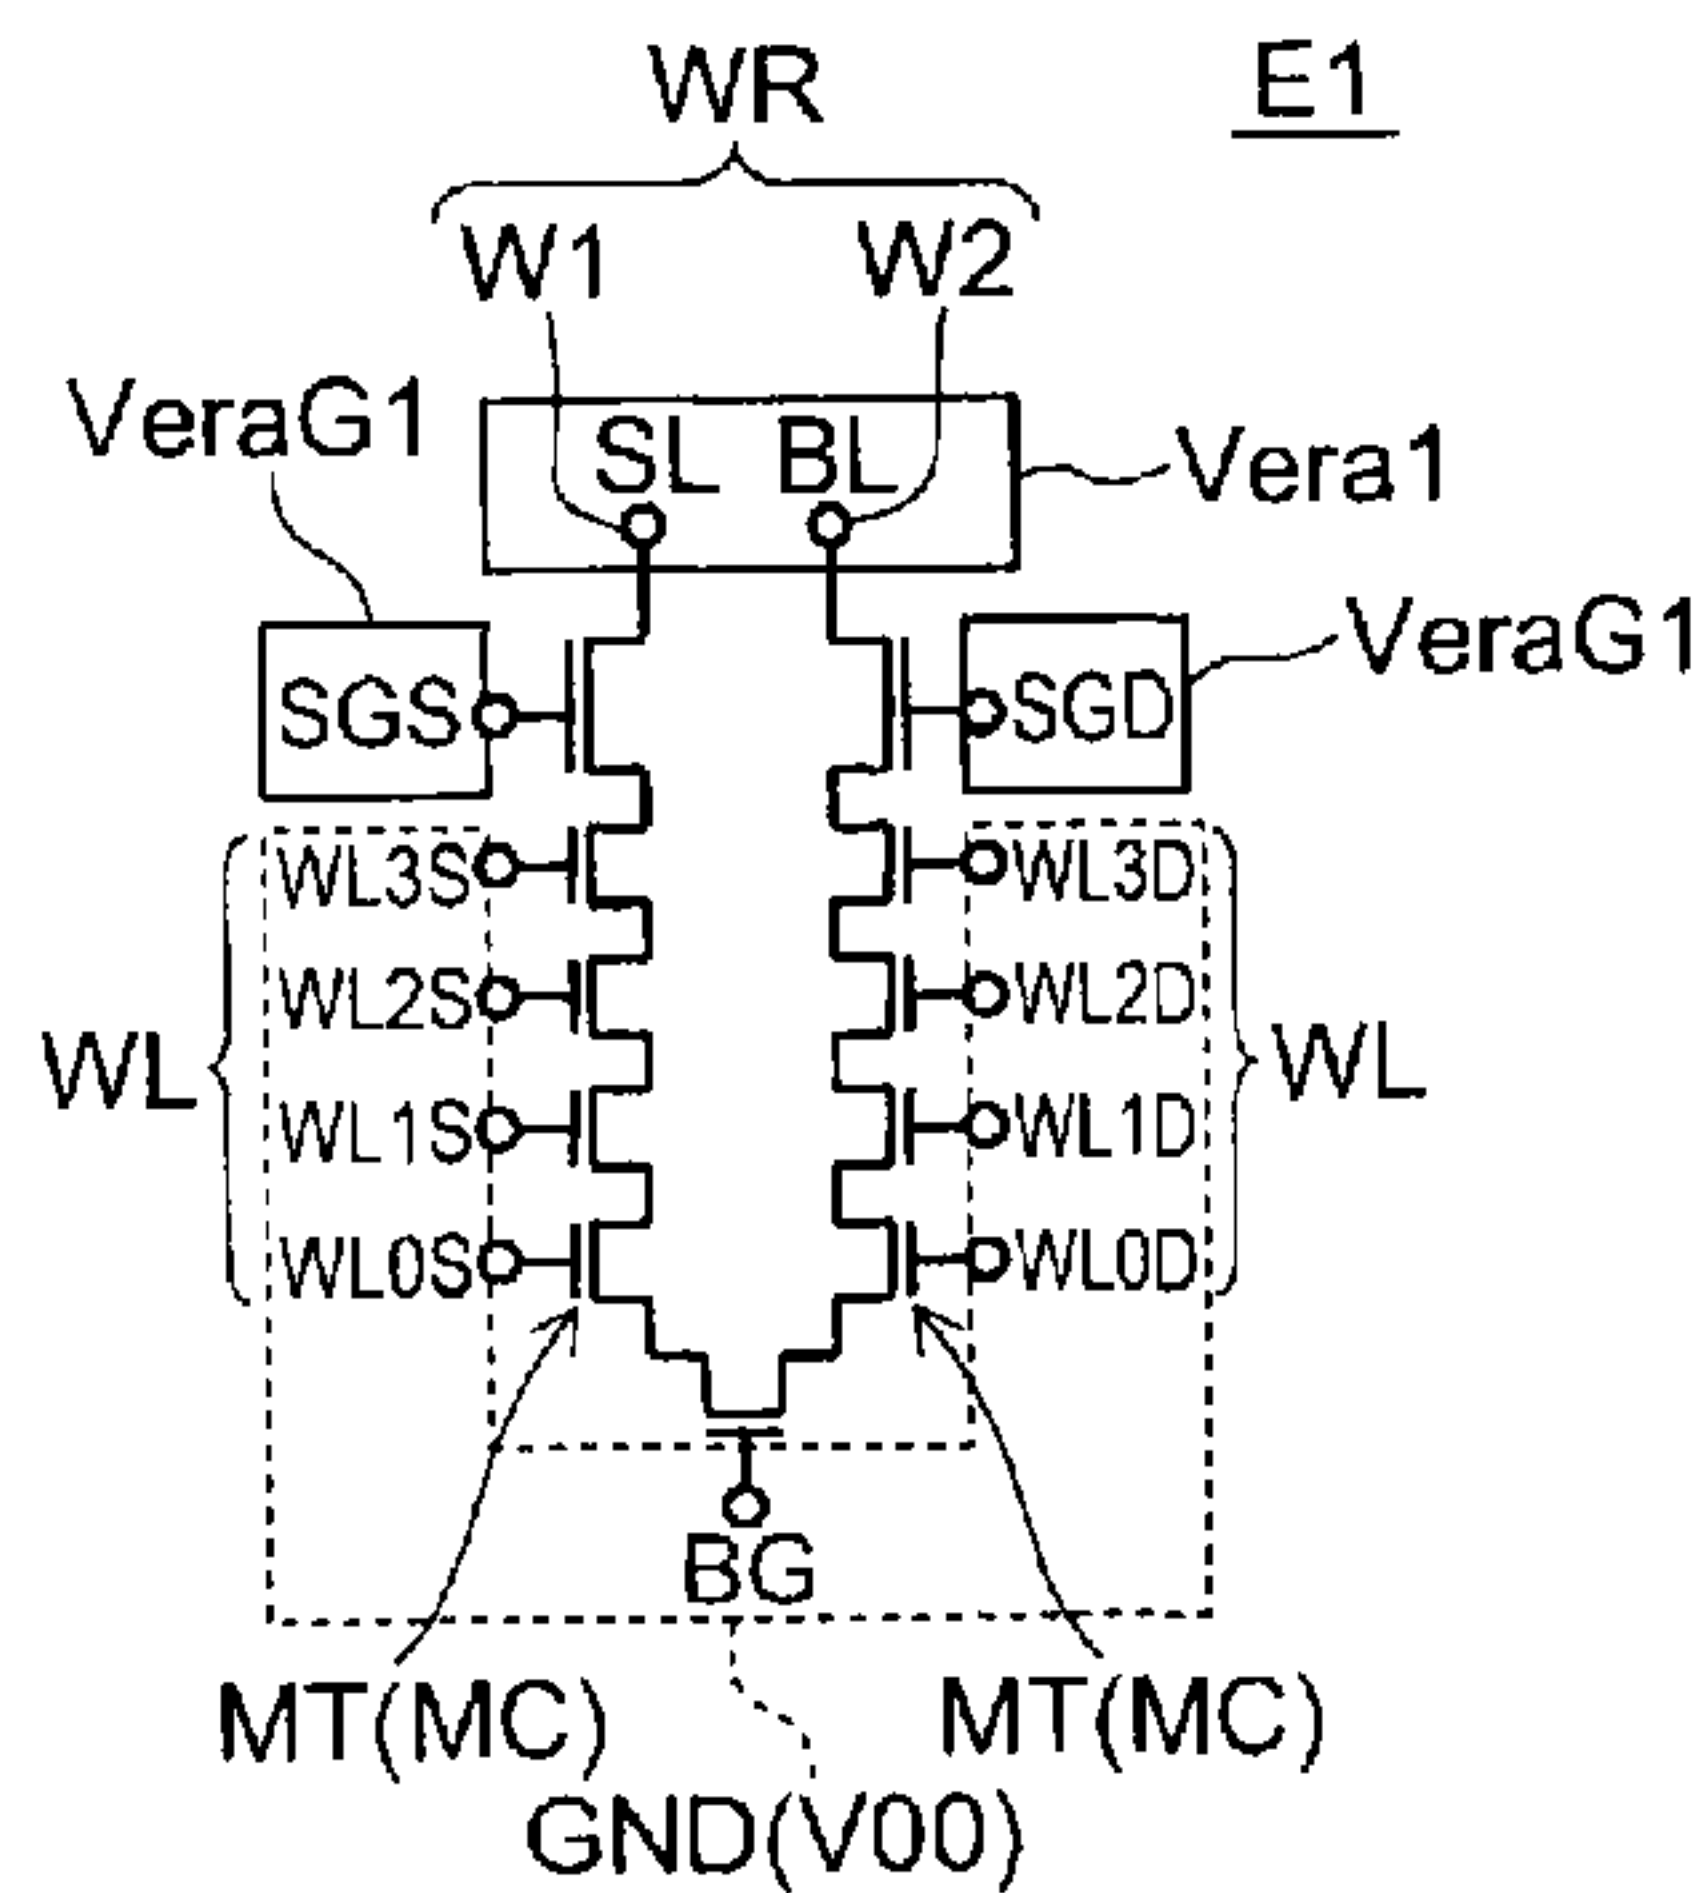 WR
E1
W1
W2
VeraG1
SL BL
Vera1
VeraG1
SGS
SGD
WL3S
WL3D
WL2S
WL2D
WL
WL
WL1S
WL1D
WL0S
WL0D
BG
MT(MC)
MT(MC)
GND(V00)